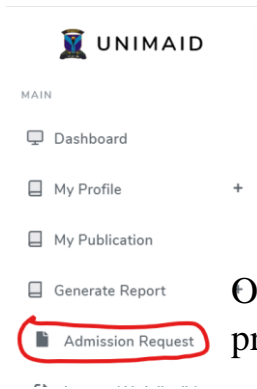 UNIMAID
MAIN
Dashboard
My Profile +
My Publication
Generate Report
Admission Request